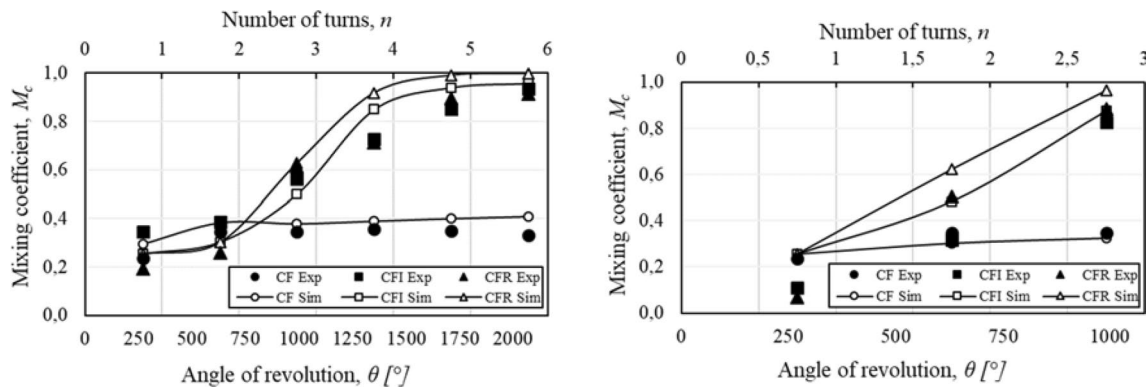 Number of turns, n
0 1 2 3 4 5 6
Mixing coefficient, Mc
1,0
0,8
0,6
0,4
0,2
0,0
CF Exp CFI Exp CFR Exp
CF Sim CFI Sim CFR Sim
0 250 500 750 1000 1250 1500 1750 2000
Angle of revolution, θ [°]
Number of turns, n
0 0,5 1 1,5 2 2,5 3
Mixing coefficient, Mc
1,0
0,8
0,6
0,4
0,2
0,0
CF Exp CFI Exp CFR Exp
CF Sim CFI Sim CFR Sim
0 250 500 750 1000
Angle of revolution, θ [°]